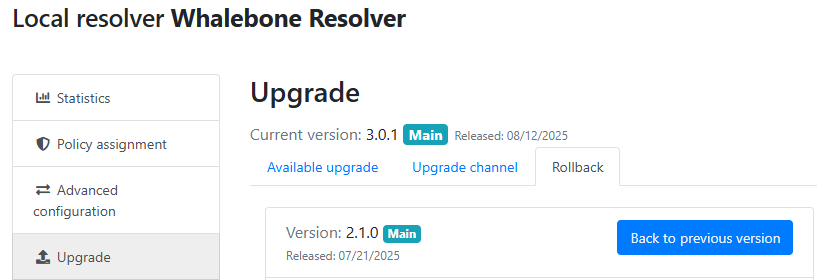 Local resolver Whalebone Resolver
Statistics
Policy assignment
Advanced
configuration
Upgrade
Upgrade
Current version: 3.0.1 Main Released: 08/12/2025
Available upgrade Upgrade channel Rollback
Version: 2.1.0 Main
Back to previous version
Released: 07/21/2025